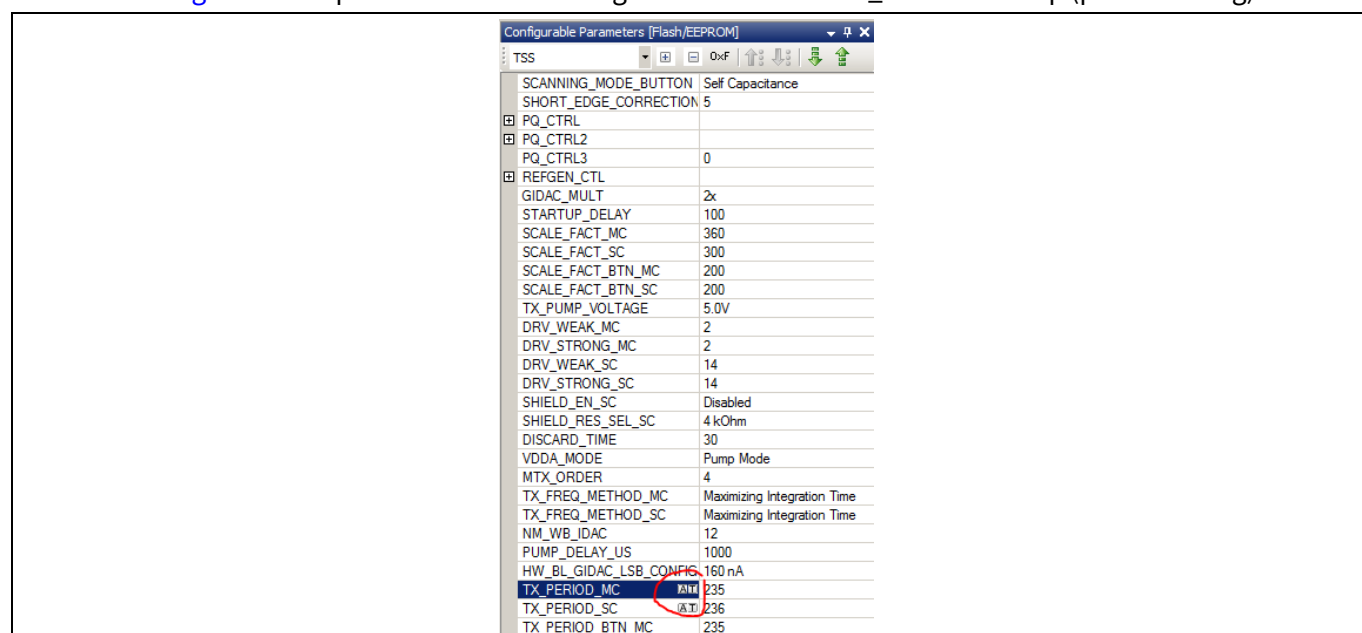 Configurable Parameters [Flash/EEPROM]
TSS 0xF
SCANNING_MODE_BUTTON Self Capacitance
SHORT_EDGE_CORRECTION 5
PQ_CTRL
PQ_CTRL2
PQ_CTRL3 0
REFGEN_CTL
GIDAC_MULT 2x
STARTUP_DELAY 100
SCALE_FACT_MC 360
SCALE_FACT_SC 300
SCALE_FACT_BTN_MC 200
SCALE_FACT_BTN_SC 200
TX_PUMP_VOLTAGE 5.0V
DRV_WEAK_MC 2
DRV_STRONG_MC 2
DRV_WEAK_SC 14
DRV_STRONG_SC 14
SHIELD_EN_SC Disabled
SHIELD_RES_SEL_SC 4 kOhm
DISCARD_TIME 30
VDDA_MODE Pump Mode
MTX_ORDER 4
TX_FREQ_METHOD_MC Maximizing Integration Time
TX_FREQ_METHOD_SC Maximizing Integration Time
NM_WB_IDAC 12
PUMP_DELAY_US 1000
HW_BL_GIDAC_LSB_CONFIG 160 nA
TX_PERIOD_MC AT 235
TX_PERIOD_SC AT 236
TX_PERIOD_BTN_MC 235